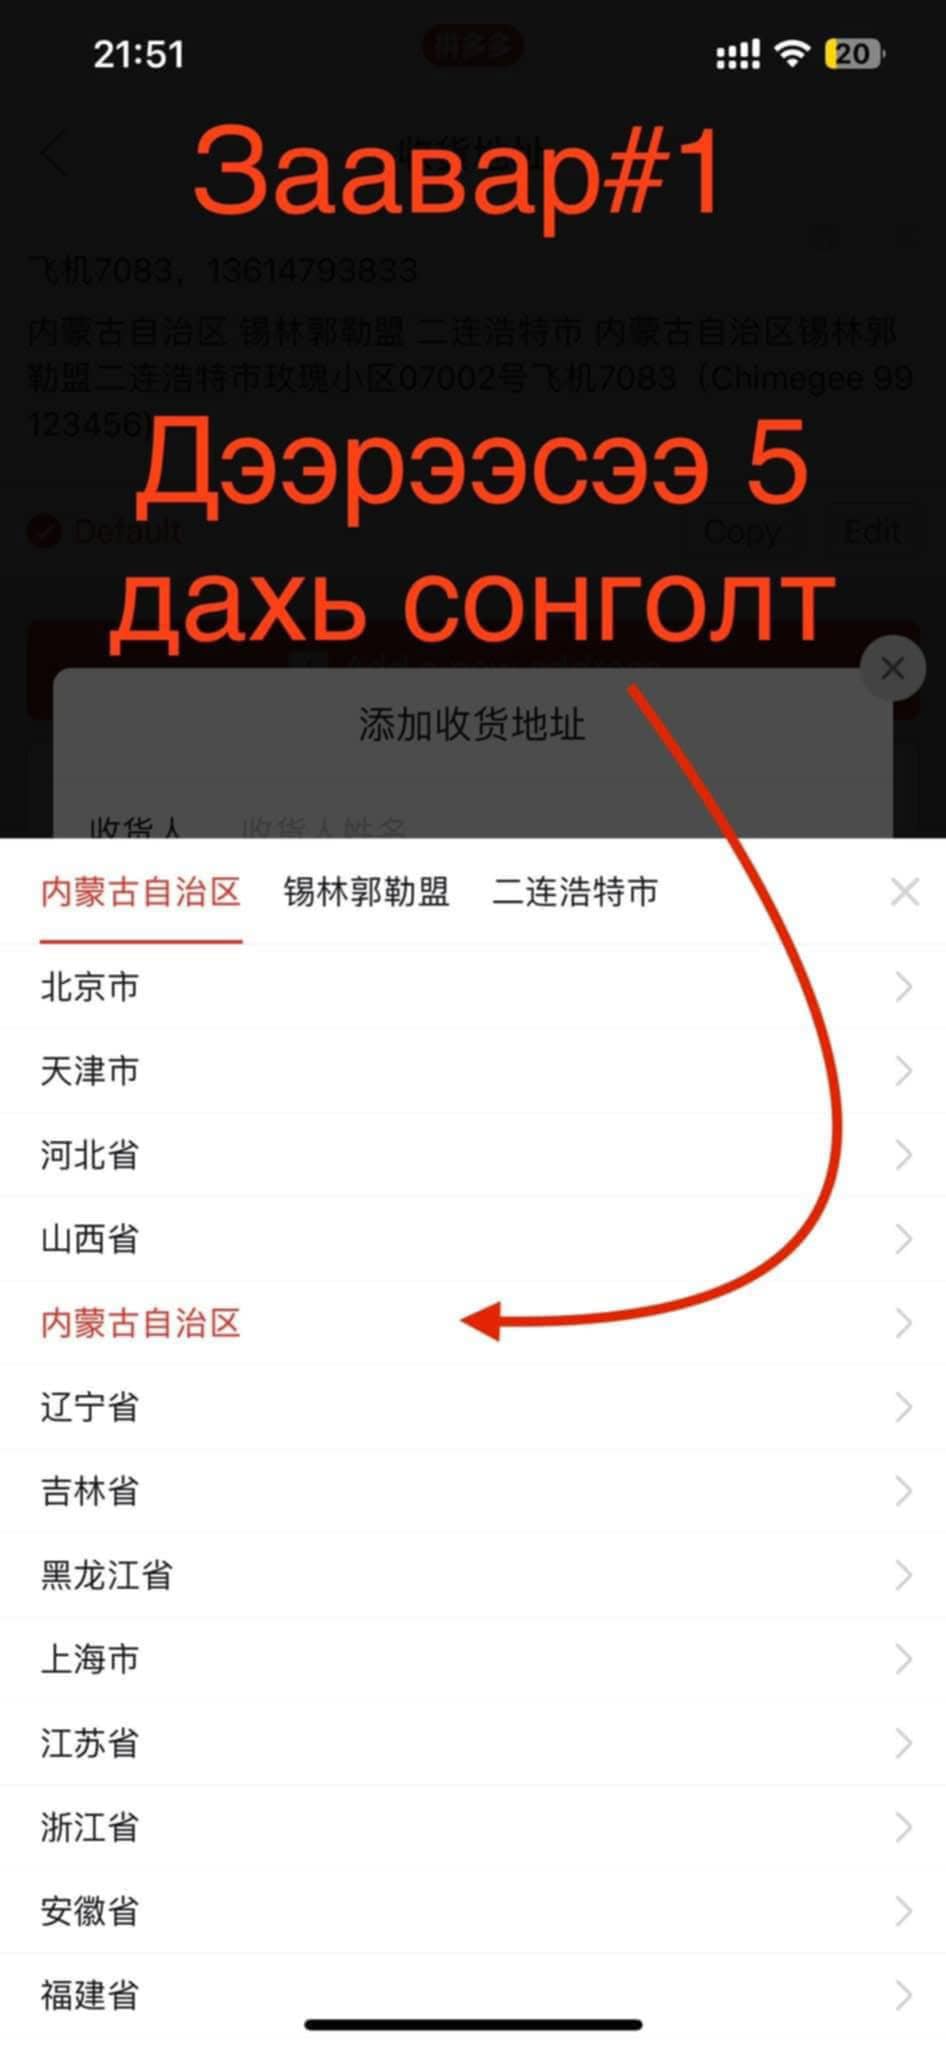 21:51
拼多多
20
Заавар#1
收货地址
飞机7083，13614793833
内蒙古自治区 锡林郭勒盟 二连浩特市 内蒙古自治区锡林郭
勒盟二连浩特市玫瑰小区07002号飞机7083（Chimegee 99
123456)
Дээрээсээ 5
дахь сонголт
Default
Copy
Edit
Add a new address
添加收货地址
收货人 收货人姓名
内蒙古自治区 锡林郭勒盟 二连浩特市
北京市
天津市
河北省
山西省
内蒙古自治区
辽宁省
吉林省
黑龙江省
上海市
江苏省
浙江省
安徽省
福建省